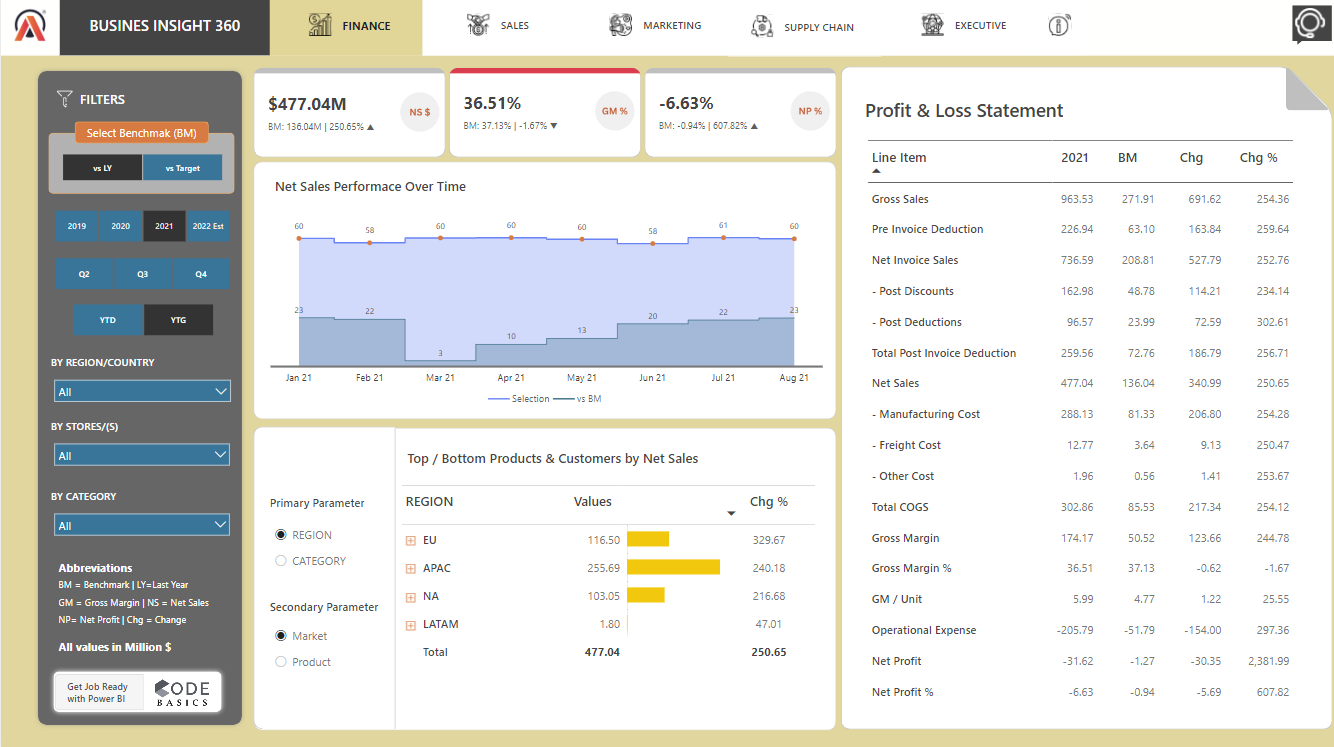 BUSINES INSIGHT 360
FINANCE
SALES
MARKETING
SUPPLY CHAIN
EXECUTIVE
FILTERS
Select Benchmak (BM)
vs LY vs Target
2019 2020 2021 2022 Est
Q2 Q3 Q4
YTD YTG
BY REGION/COUNTRY
All
BY STORES/(S)
All
BY CATEGORY
All
Abbreviations
BM = Benchmark | LY=Last Year
GM = Gross Margin | NS = Net Sales
NP= Net Profit | Chg = Change
All values in Million $
Get Job Ready
with Power BI
CODE
BASICS
$477.04M
BM: 136.04M | 250.65% ▲
NS $
36.51%
BM: 37.13% | -1.67% ▼
GM %
-6.63%
BM: -0.94% | 607.82% ▲
NP %
Net Sales Performace Over Time
60 58 60 60 60 58 61 60
23 22 3 10 13 20 22 23
Jan 21 Feb 21 Mar 21 Apr 21 May 21 Jun 21 Jul 21 Aug 21
Selection vs BM
Primary Parameter
REGION
CATEGORY
Secondary Parameter
Market
Product
Top / Bottom Products & Customers by Net Sales
REGION Values Chg %
EU 116.50 329.67
APAC 255.69 240.18
NA 103.05 216.68
LATAM 1.80 47.01
Total 477.04 250.65
Profit & Loss Statement
Line Item 2021 BM Chg Chg %
Gross Sales 963.53 271.91 691.62 254.36
Pre Invoice Deduction 226.94 63.10 163.84 259.64
Net Invoice Sales 736.59 208.81 527.79 252.76
- Post Discounts 162.98 48.78 114.21 234.14
- Post Deductions 96.57 23.99 72.59 302.61
Total Post Invoice Deduction 259.56 72.76 186.79 256.71
Net Sales 477.04 136.04 340.99 250.65
- Manufacturing Cost 288.13 81.33 206.80 254.28
- Freight Cost 12.77 3.64 9.13 250.47
- Other Cost 1.96 0.56 1.41 253.67
Total COGS 302.86 85.53 217.34 254.12
Gross Margin 174.17 50.52 123.66 244.78
Gross Margin % 36.51 37.13 -0.62 -1.67
GM / Unit 5.99 4.77 1.22 25.55
Operational Expense -205.79 -51.79 -154.00 297.36
Net Profit -31.62 -1.27 -30.35 2,381.99
Net Profit % -6.63 -0.94 -5.69 607.82